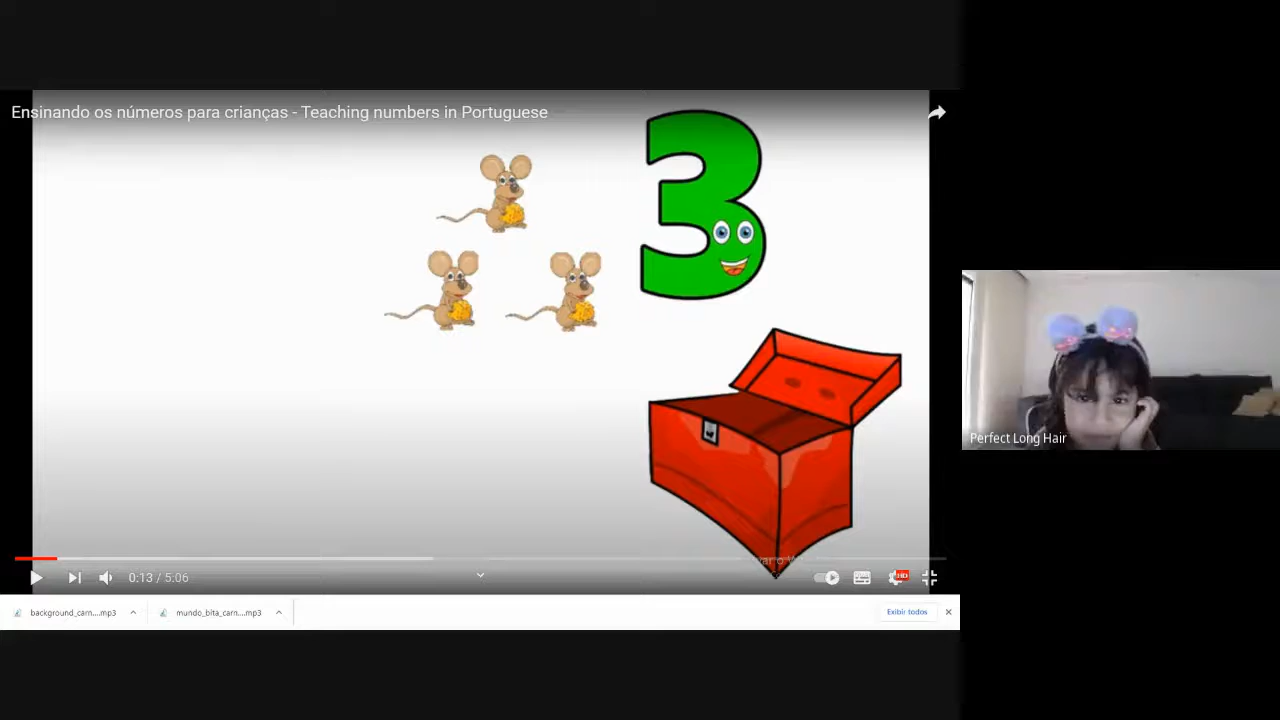 Ensinando os números para crianças - Teaching numbers in Portuguese
3
Perfect Long Hair
0:13 / 5:06
HD
background_carn....mp3
mundo_bita_carn....mp3
Exibir todos